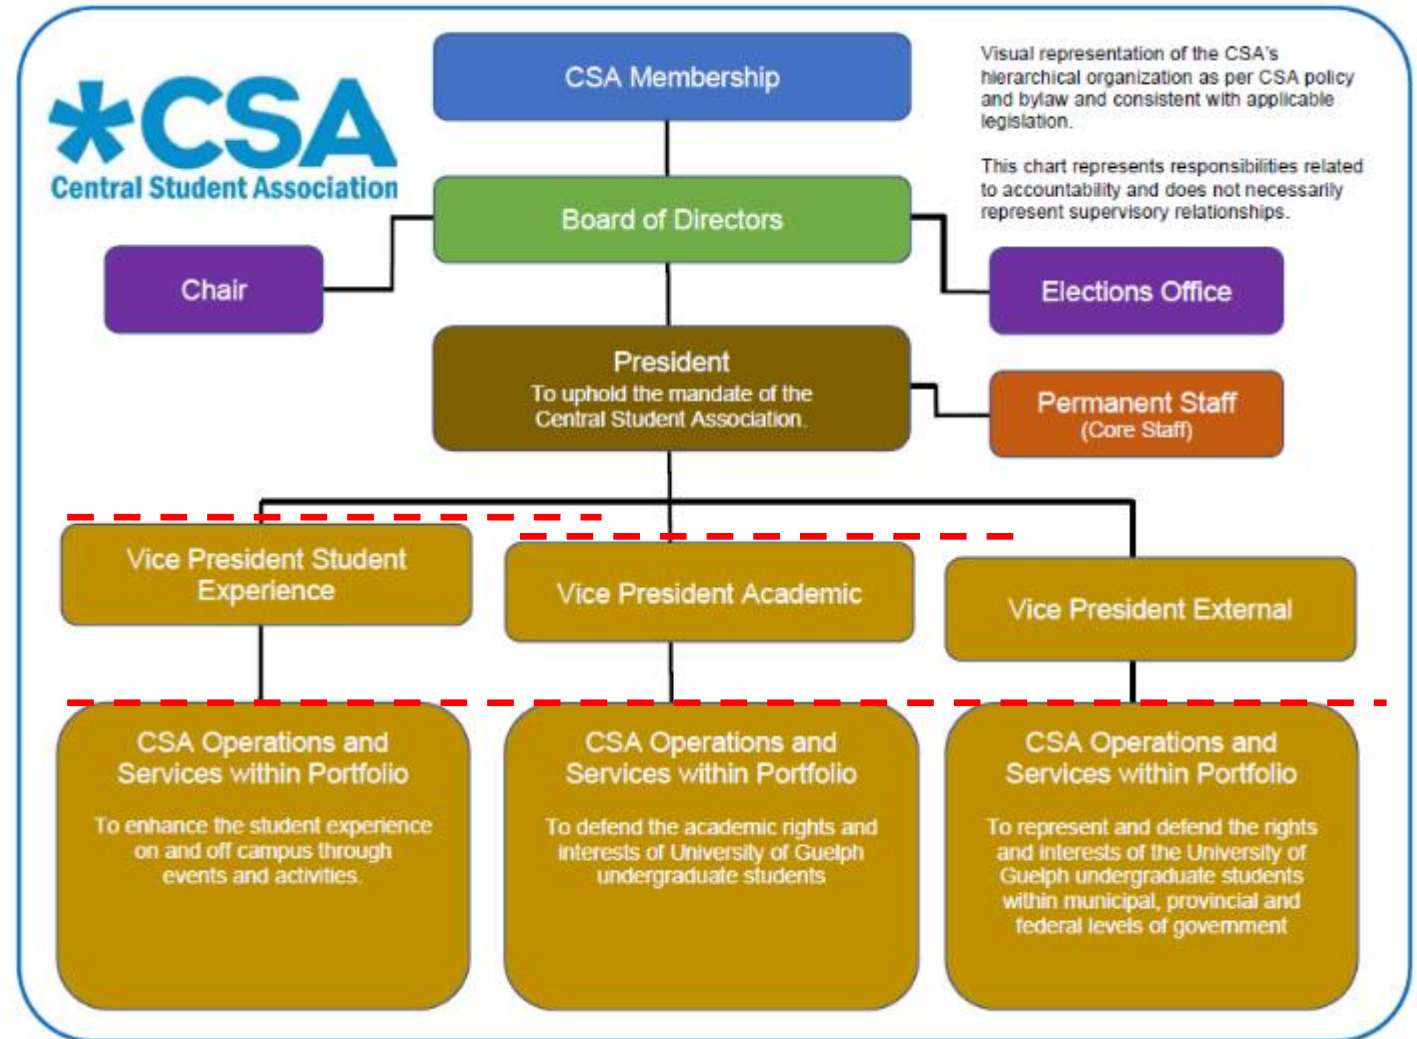 *CSA
Central Student Association
CSA Membership
Visual representation of the CSA's
hierarchical organization as per CSA policy
and bylaw and consistent with applicable
legislation.
This chart represents responsibilities related
to accountability and does not necessarily
represent supervisory relationships.
Board of Directors
Chair
Elections Office
President
To uphold the mandate of the
Central Student Association.
Permanent Staff
(Core Staff)
Vice President Student
Experience
Vice President Academic
Vice President External
CSA Operations and
Services within Portfolio
To enhance the student experience
on and off campus through
events and activities.
CSA Operations and
Services within Portfolio
To defend the academic rights and
interests of University of Guelph
undergraduate students
CSA Operations and
Services within Portfolio
To represent and defend the rights
and interests of the University of
Guelph undergraduate students
within municipal, provincial and
federal levels of government